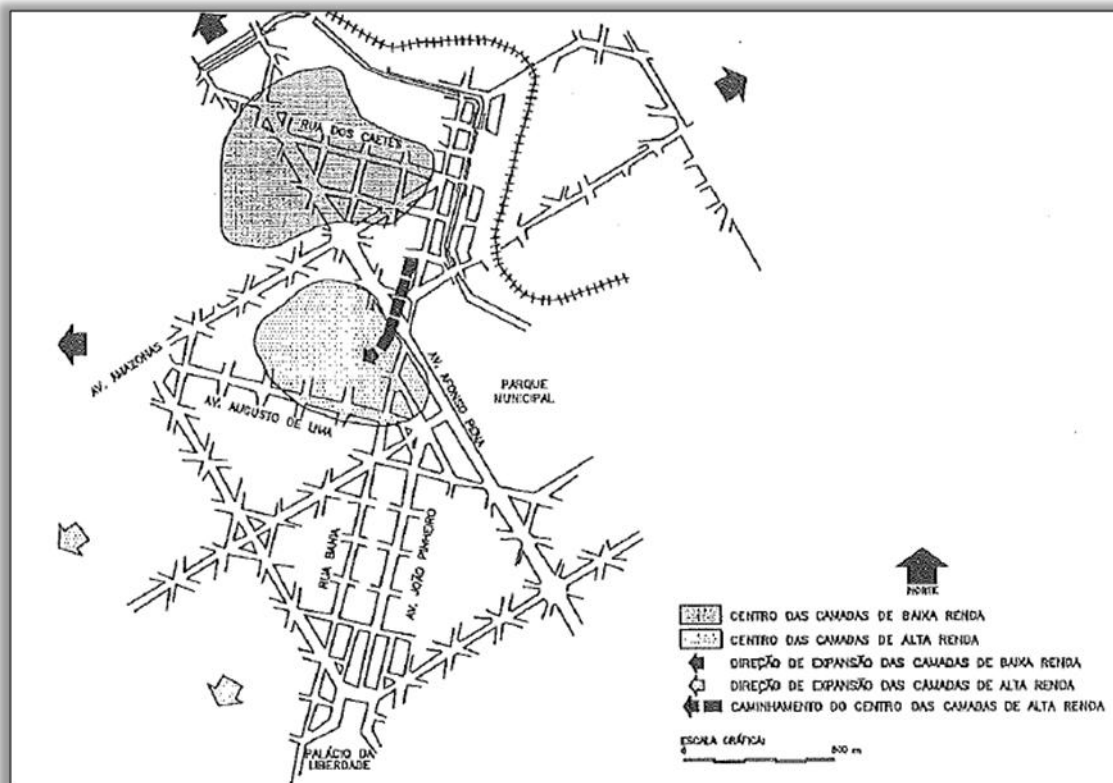 RUA DOS CAETÉS
AV. AMAZONAS
AV. AUGUSTO DE LIMA
AV. AFONSO PENA
PARQUE
MUNICIPAL
RUA BAHIA
AV. JOÃO PINHEIRO
PALÁCIO DA
LIBERDADE
NORTE
CENTRO DAS CAMADAS DE BAIXA RENDA
CENTRO DAS CAMADAS DE ALTA RENDA
DIREÇÃO DE EXPANSÃO DAS CAMADAS DE BAIXA RENDA
DIREÇÃO DE EXPANSÃO DAS CAMADAS DE ALTA RENDA
CAMINHAMENTO DO CENTRO DAS CAMADAS DE ALTA RENDA
ESCALA GRÁFICA:
0 500 m